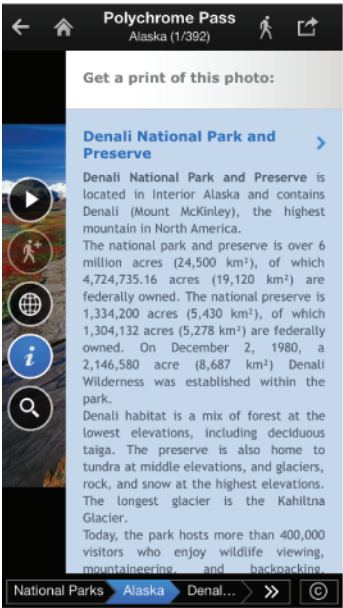 Polychrome Pass
Alaska (1/392)
Get a print of this photo:
Denali National Park and
Preserve
Denali National Park and Preserve is
located in Interior Alaska and contains
Denali (Mount McKinley), the highest
mountain in North America.
The national park and preserve is over 6
million acres (24,500 km²), of which
4,724,735.16 acres (19,120 km²) are
federally owned. The national preserve is
1,334,200 acres (5,430 km²), of which
1,304,132 acres (5,278 km²) are federally
owned. On December 2, 1980, a
2,146,580 acre (8,687 km²) Denali
Wilderness was established within the
park.
Denali habitat is a mix of forest at the
lowest elevations, including deciduous
taiga. The preserve is also home to
tundra at middle elevations, and glaciers,
rock, and snow at the highest elevations.
The longest glacier is the Kahiltna
Glacier.
Today, the park hosts more than 400,000
visitors who enjoy wildlife viewing,
mountaineering, and backpacking.
National Parks Alaska Denal... >> ©